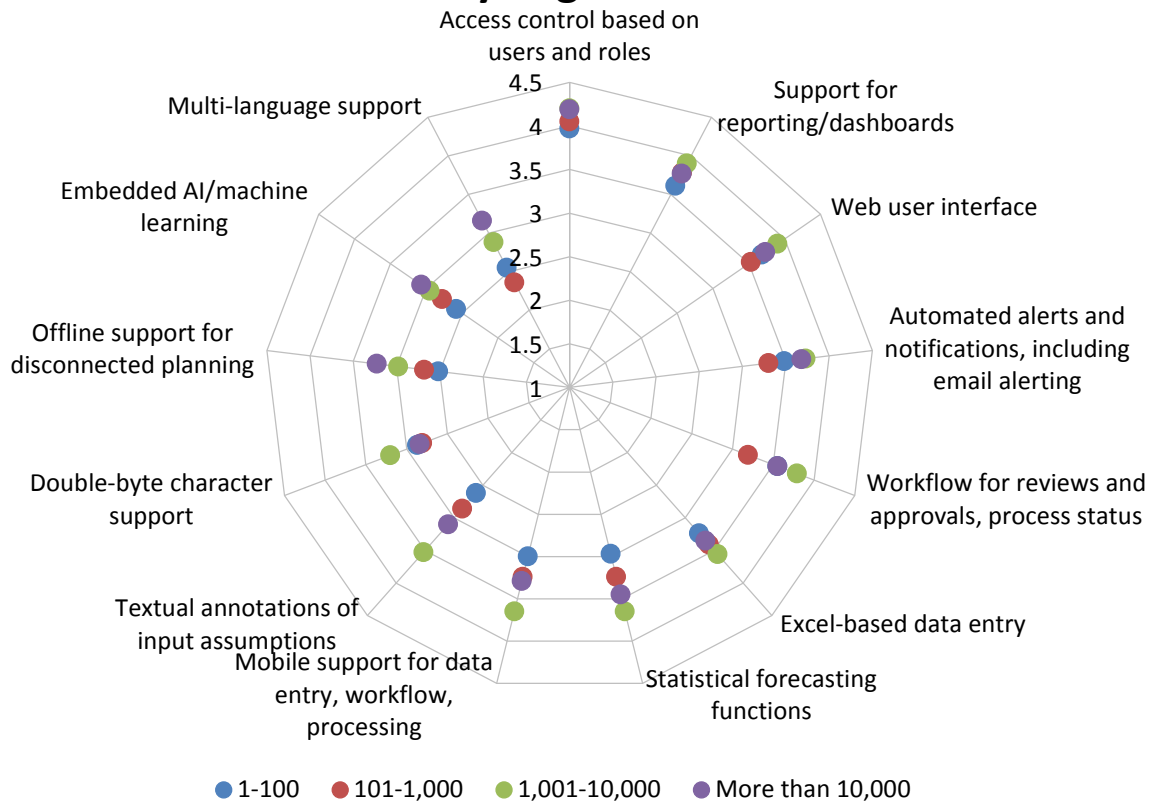 Access control based on
users and roles
Support for
reporting/dashboards
Web user interface
Automated alerts and
notifications, including
email alerting
Workflow for reviews and
approvals, process status
Excel-based data entry
Statistical forecasting
functions
Mobile support for data
entry, workflow,
processing
Textual annotations of
input assumptions
Double-byte character
support
Offline support for
disconnected planning
Embedded AI/machine
learning
Multi-language support
4.5
4
3.5
3
2.5
2
1.5
1
1-100
101-1,000
1,001-10,000
More than 10,000